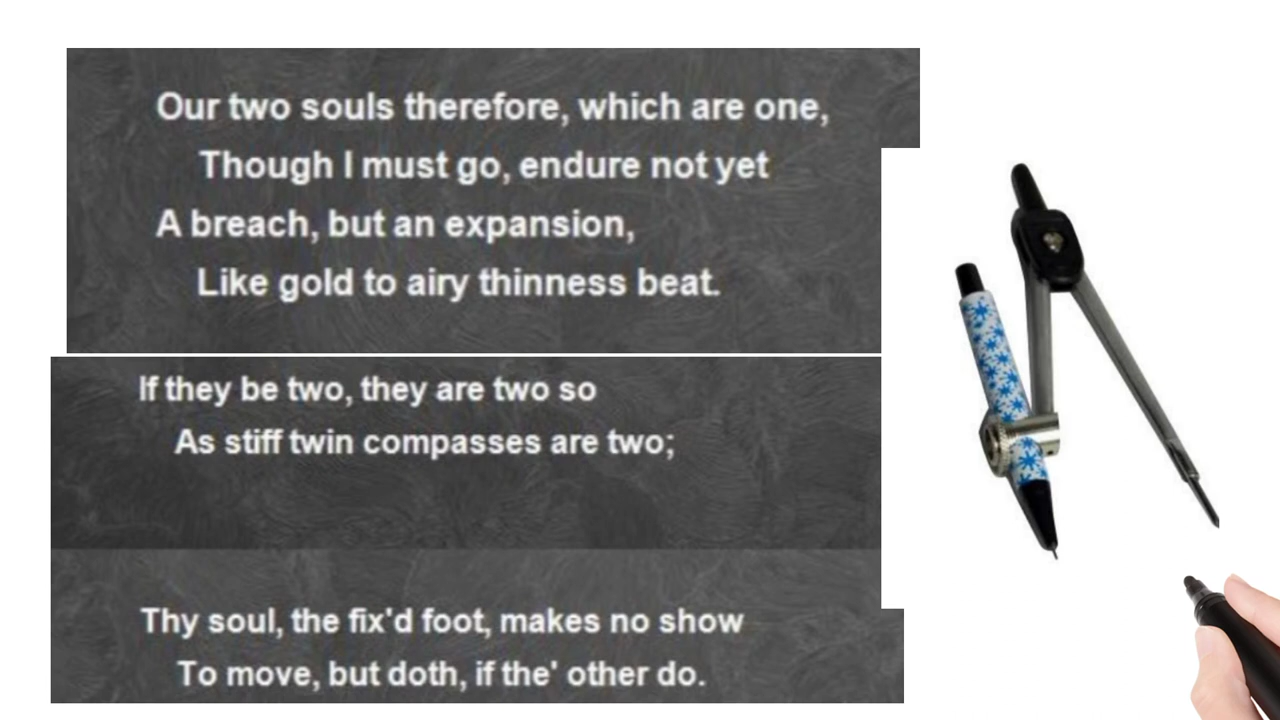 Our two souls therefore, which are one,
Though I must go, endure not yet
A breach, but an expansion,
Like gold to airy thinness beat.
If they be two, they are two so
As stiff twin compasses are two;
Thy soul, the fix'd foot, makes no show
To move, but doth, if the' other do.